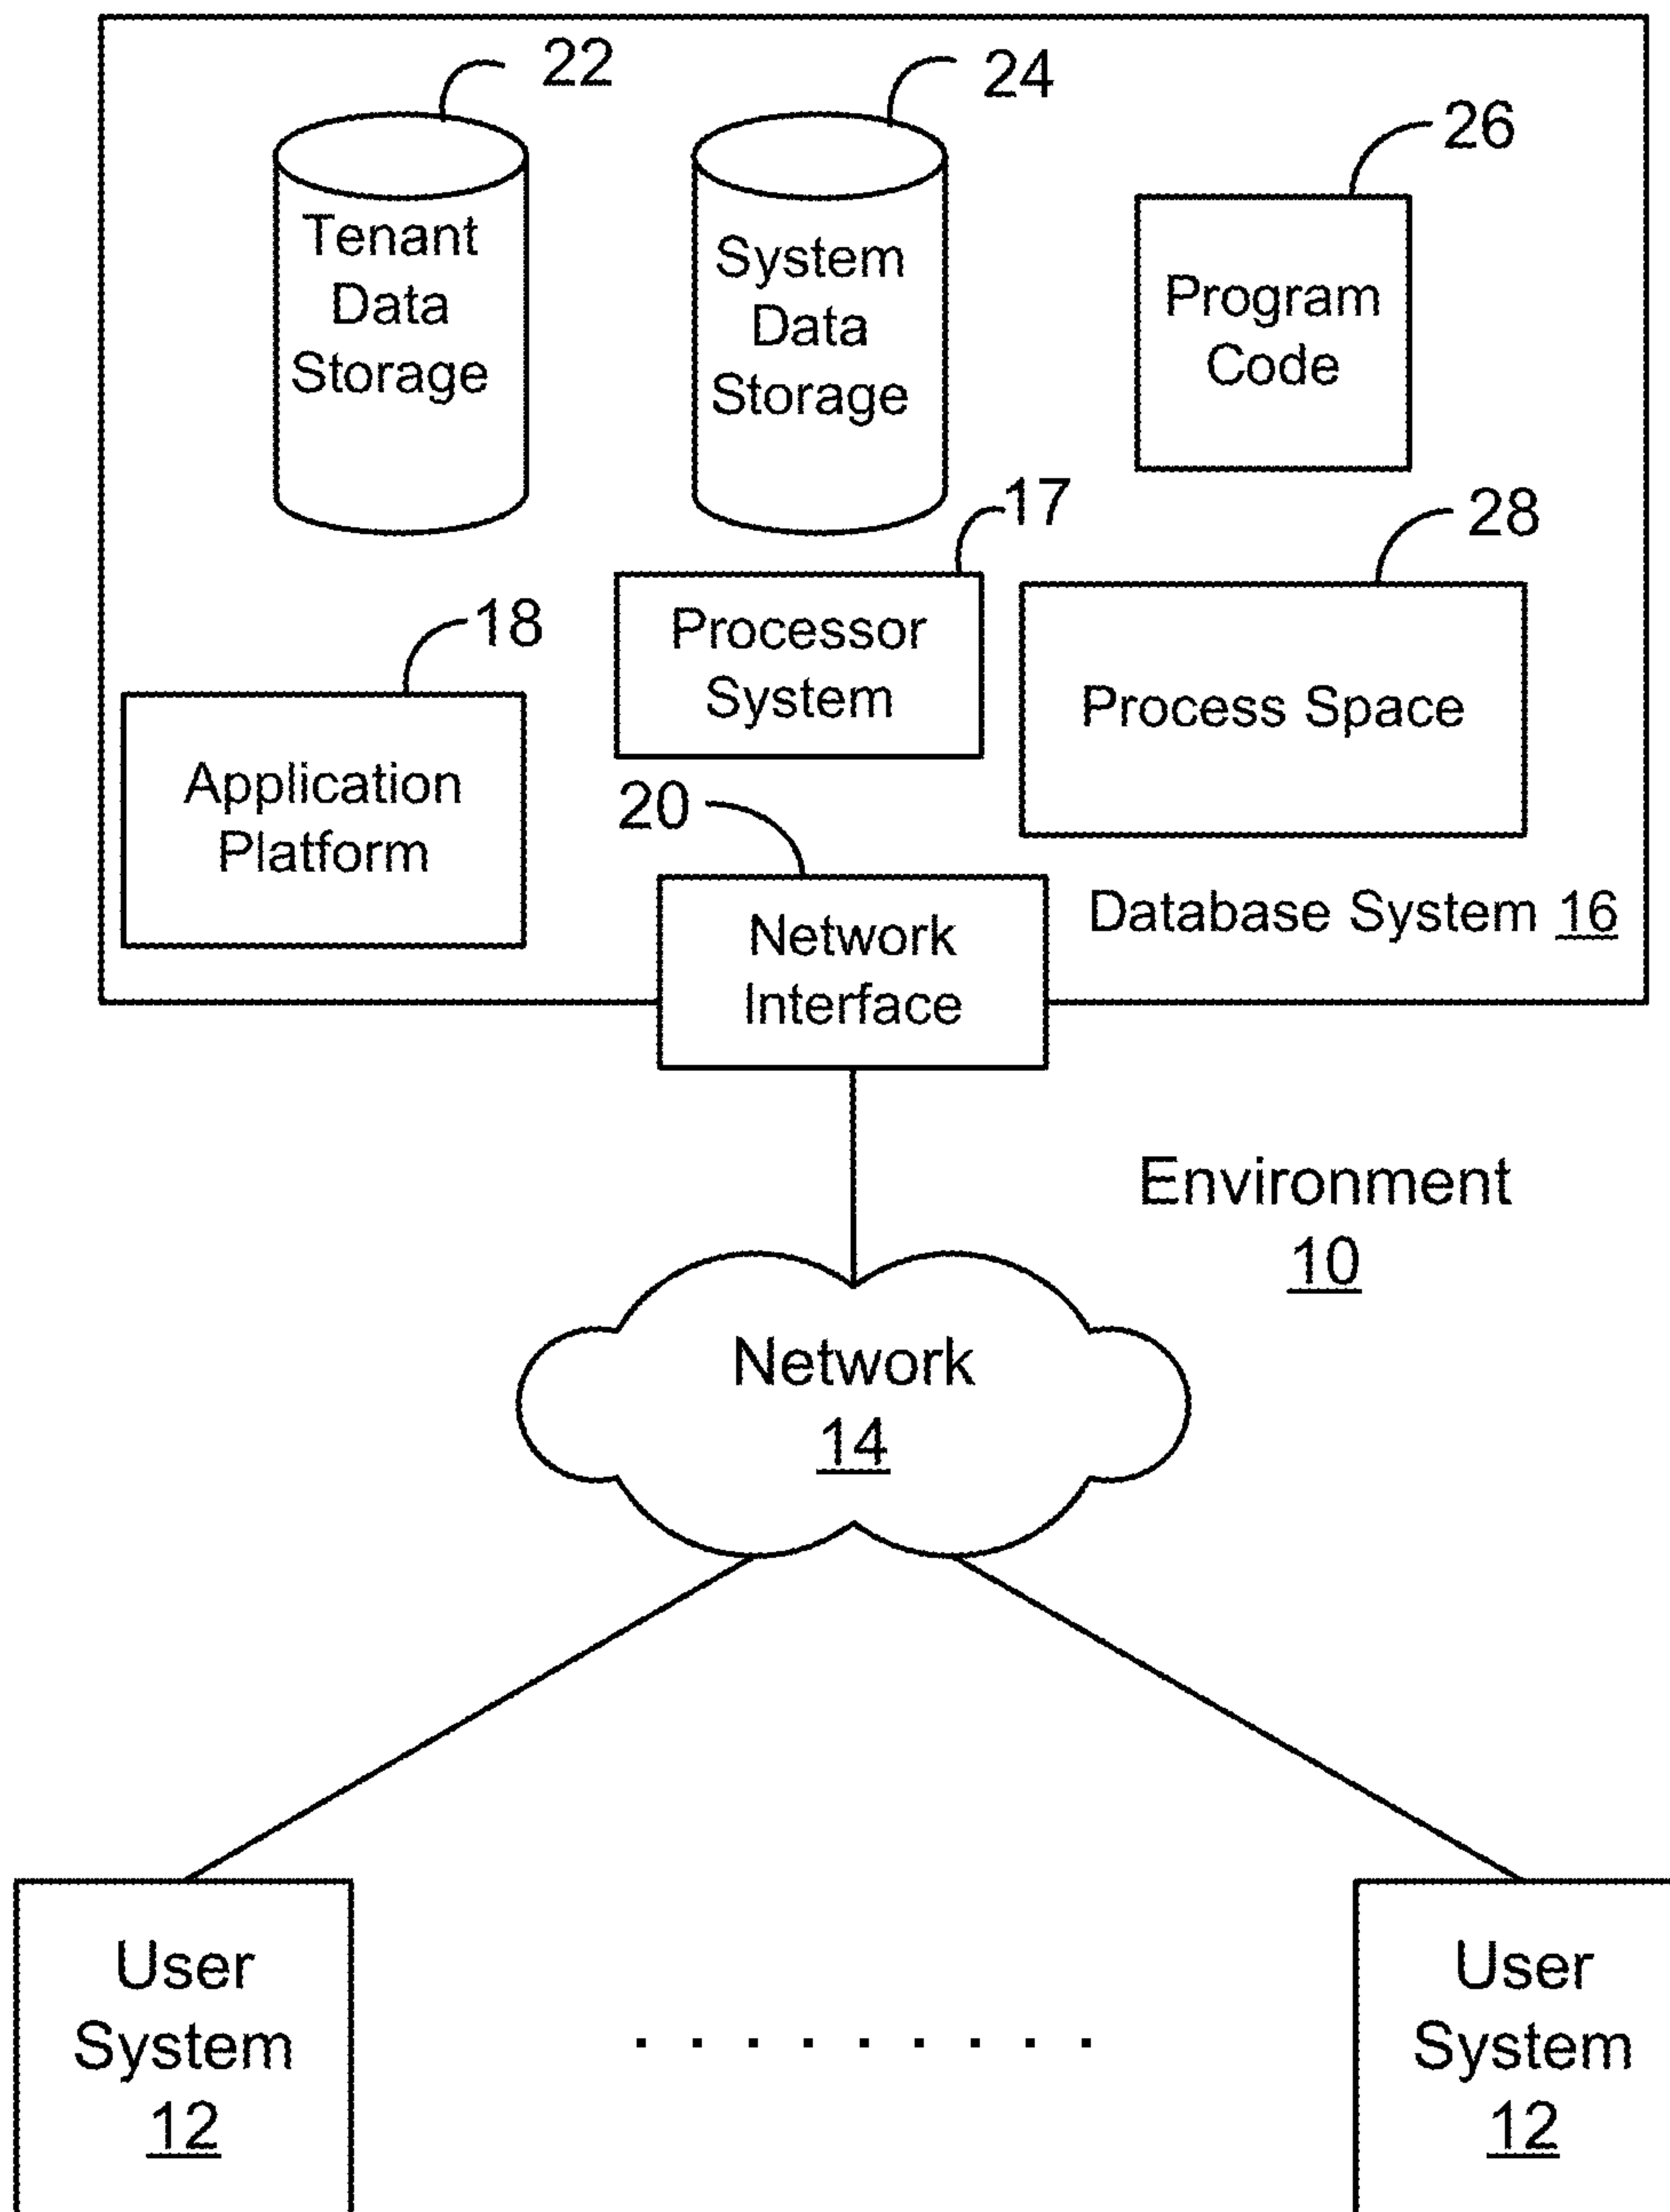 22
Tenant
Data
Storage
24
System
Data
Storage
26
Program
Code
17
Processor
System
28
Process Space
18
Application
Platform
20
Network
Interface
Database System 16
Environment
10
Network
14
User
System
12
User
System
12